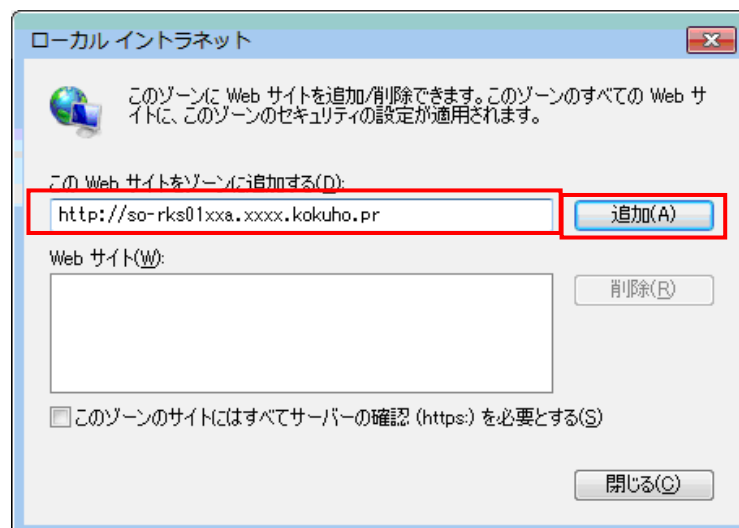 ローカル イントラネット
このゾーンに Web サイトを追加/削除できます。このゾーンのすべての Web サ
イトに、このゾーンのセキュリティの設定が適用されます。
この Web サイトをゾーンに追加する(D):
http://so-rks01xxa.xxxx.kokuho.pr
追加(A)
Web サイト(W):
削除(R)
このゾーンのサイトにはすべてサーバーの確認 (https:) を必要とする(S)
閉じる(C)